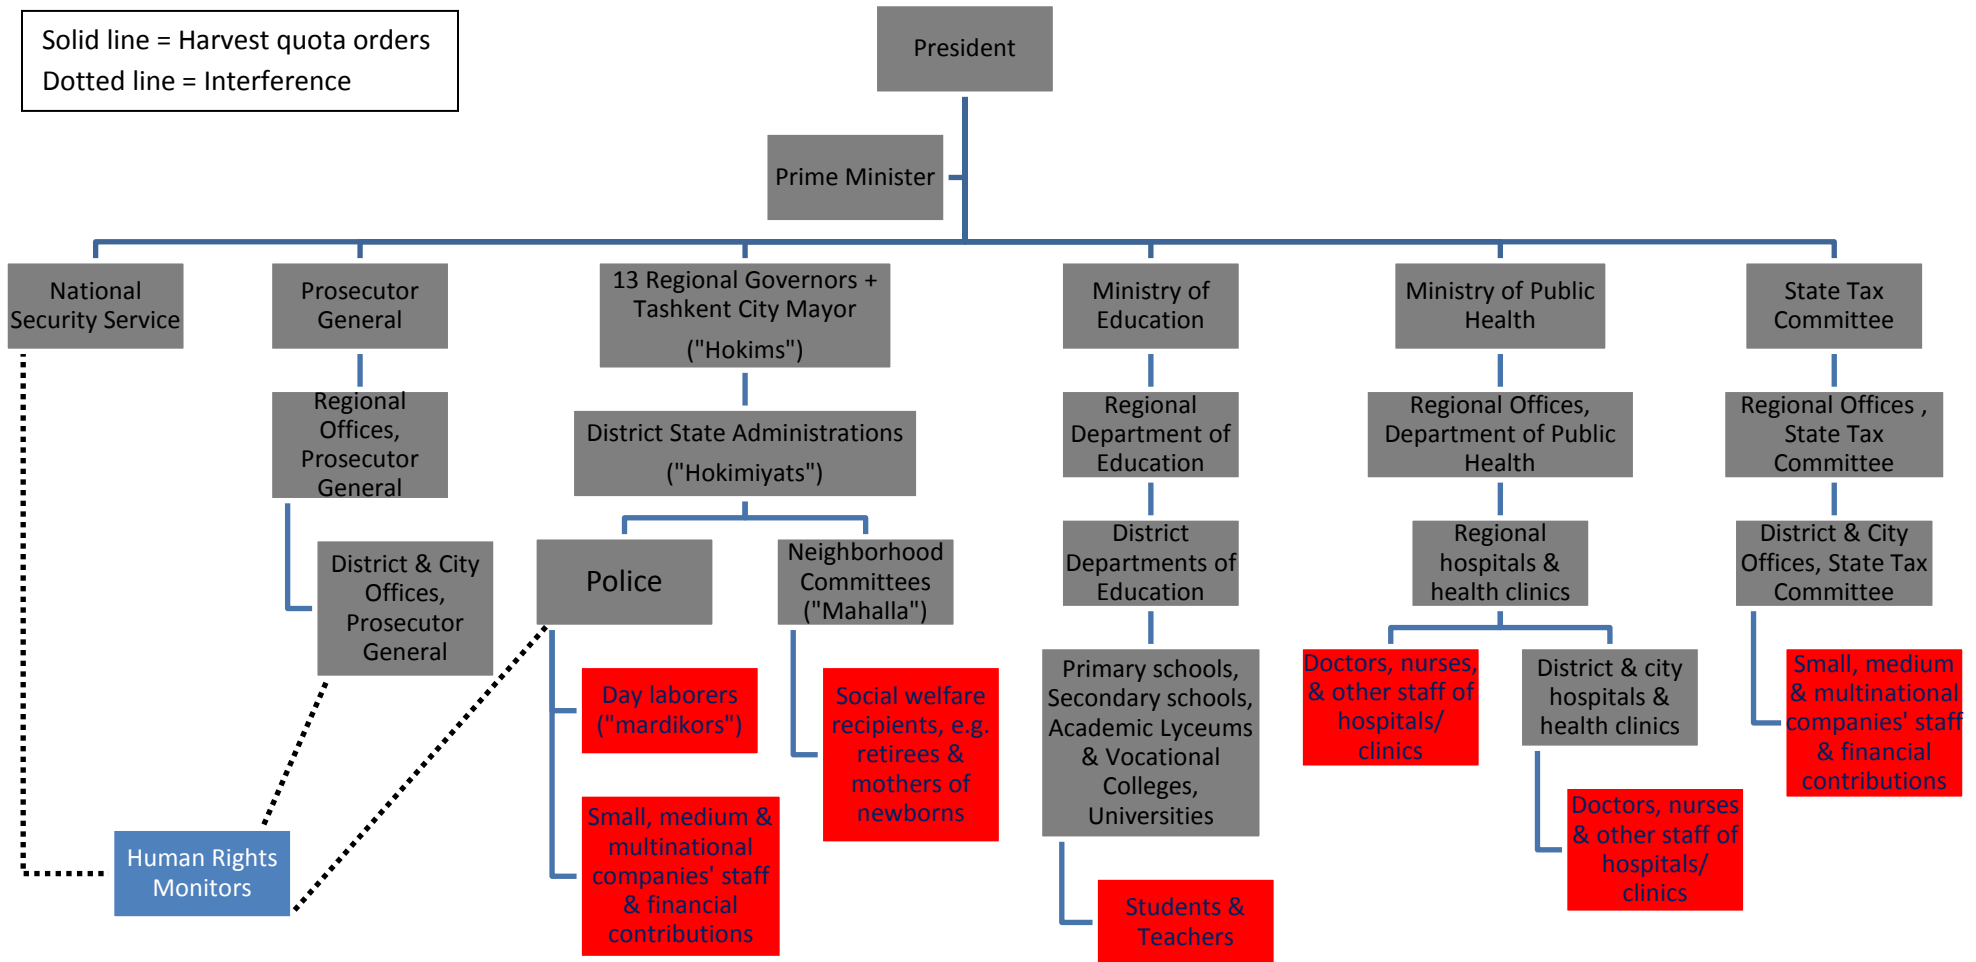 Solid line = Harvest quota orders
Dotted line = Interference
President
Prime Minister
National
Security Service
Prosecutor
General
13 Regional Governors +
Tashkent City Mayor
("Hokims")
Ministry of
Education
Ministry of Public
Health
State Tax
Committee
Regional
Offices,
Prosecutor
General
District State Administrations
("Hokimiyats")
Regional
Department of
Education
Regional Offices,
Department of Public
Health
Regional Offices ,
State Tax
Committee
District & City
Offices,
Prosecutor
General
Police
Neighborhood
Committees
("Mahalla")
District
Departments of
Education
Regional
hospitals &
health clinics
District & City
Offices, State Tax
Committee
Day laborers
("mardikors")
Social welfare
recipients, e.g.
retirees &
mothers of
newborns
Primary schools,
Secondary schools,
Academic Lyceums
& Vocational
Colleges,
Universities
Doctors, nurses,
& other staff of
hospitals/
clinics
District & city
hospitals &
health clinics
Small, medium
& multinational
companies' staff
& financial
contributions
Human Rights
Monitors
Small, medium &
multinational
companies' staff
& financial
contributions
Students &
Teachers
Doctors, nurses
& other staff of
hospitals/
clinics